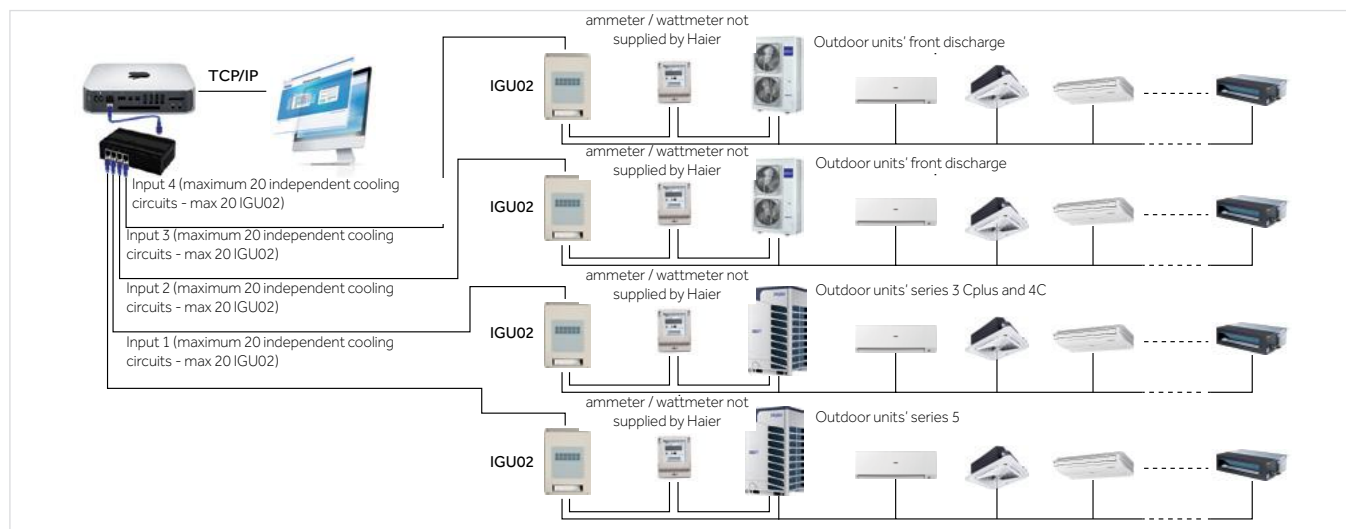 ammeter / wattmeter not
supplied by Haier
Outdoor units' front discharge
TCP/IP
IGU02
ammeter / wattmeter not
supplied by Haier
Outdoor units' front discharge
Input 4 (maximum 20 independent cooling
circuits - max 20 IGU02)
IGU02
Input 3 (maximum 20 independent cooling
circuits - max 20 IGU02)
ammeter / wattmeter not
supplied by Haier
Outdoor units' series 3 Cplus and 4C
Input 2 (maximum 20 independent cooling
circuits - max 20 IGU02)
IGU02
Input 1 (maximum 20 independent cooling
circuits - max 20 IGU02)
ammeter / wattmeter not
supplied by Haier
Outdoor units' series 5
IGU02